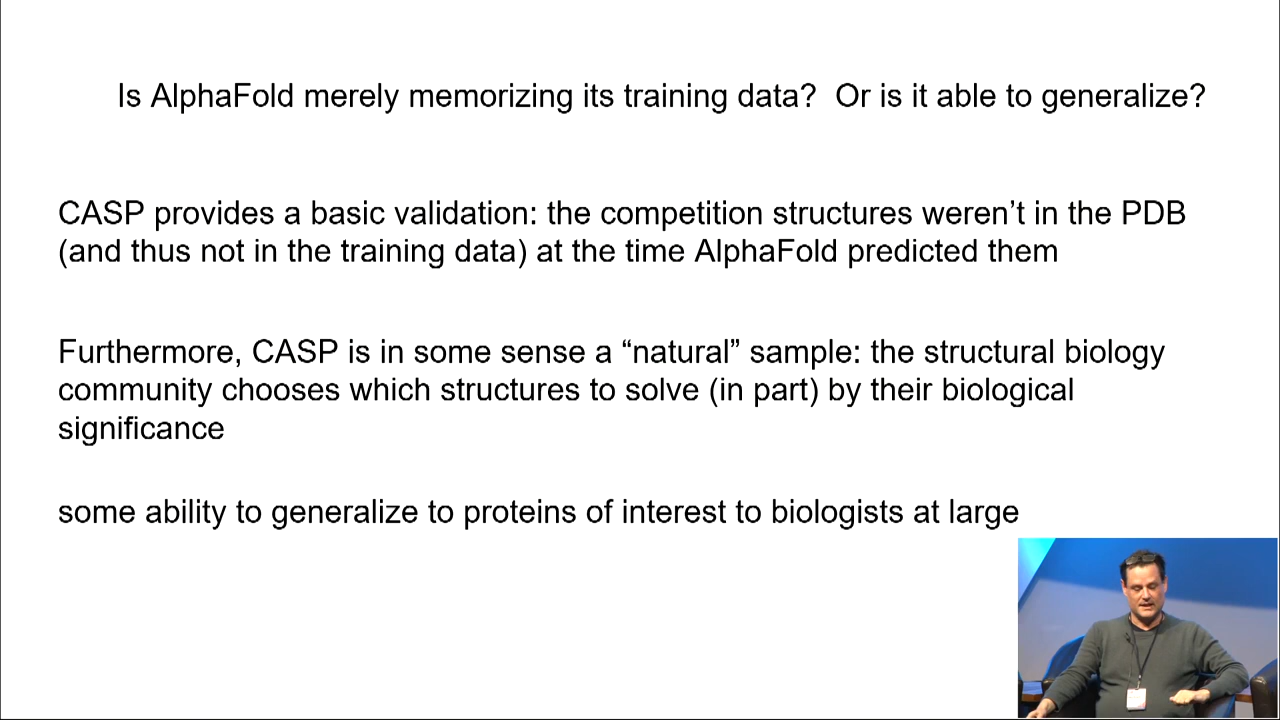 Is AlphaFold merely memorizing its training data?  Or is it able to generalize?
CASP provides a basic validation: the competition structures weren’t in the PDB
(and thus not in the training data) at the time AlphaFold predicted them
Furthermore, CASP is in some sense a “natural” sample: the structural biology
community chooses which structures to solve (in part) by their biological
significance
some ability to generalize to proteins of interest to biologists at large